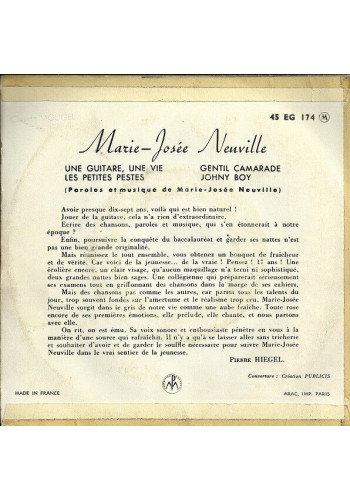 45 EG 174 M
Marie-Josée Neuville
UNE GUITARE, UNE VIE GENTIL CAMARADE
LES PETITES PESTES JOHNY BOY
(Paroles et musique de Marie-Josée Neuville)
Avoir presque dix-sept ans, voilà qui est bien naturel !
Jouer de la guitare, cela n'a rien d'extraordinaire.
Ecrire des chansons, paroles et musique, qui s'en étonnerait à notre
époque ?
Enfin, poursuivre la conquête du baccalauréat et garder ses nattes n'est
pas une bien grande originalité.
Mais réunissez le tout ensemble, vous obtenez un bouquet de fraîcheur
et de vérité. Car voici de la jeunesse... de la vraie ! Pensez ! 17 ans ! Une
écolière encore, un clair visage, qu'aucun maquillage n'a terni ni sophistiqué,
deux grandes nattes bien sages. Une collégienne préparant sérieusement
ses examens tout en griffonnant des chansons dans la marge de ses cahiers.
Mais des chansons pas comme les autres, car parmi tous les talents du
jour, trop souvent fondés sur l'amertume et le réalisme trop cru, Marie-Josée
Neuville surgit dans le gris de notre vie comme une aube fraîche. Toute rose
encore de ses premières émotions, elle prélude, elle chante, et nous partons
avec elle.
On rit, on est ému. Sa voix sonore et enthousiaste pénètre en vous à la
manière d'une source qui rafraîchit. Il n'y a qu'à se laisser aller sans tricherie
et souhaiter d'avoir et de garder le souffle nécessaire pour suivre Marie-Josée
Neuville dans le vrai sentier de la jeunesse.
Pierre HIEGEL.
Couverture : Création PUBLICIS
MADE IN FRANCE
ARAC, IMP. PARIS